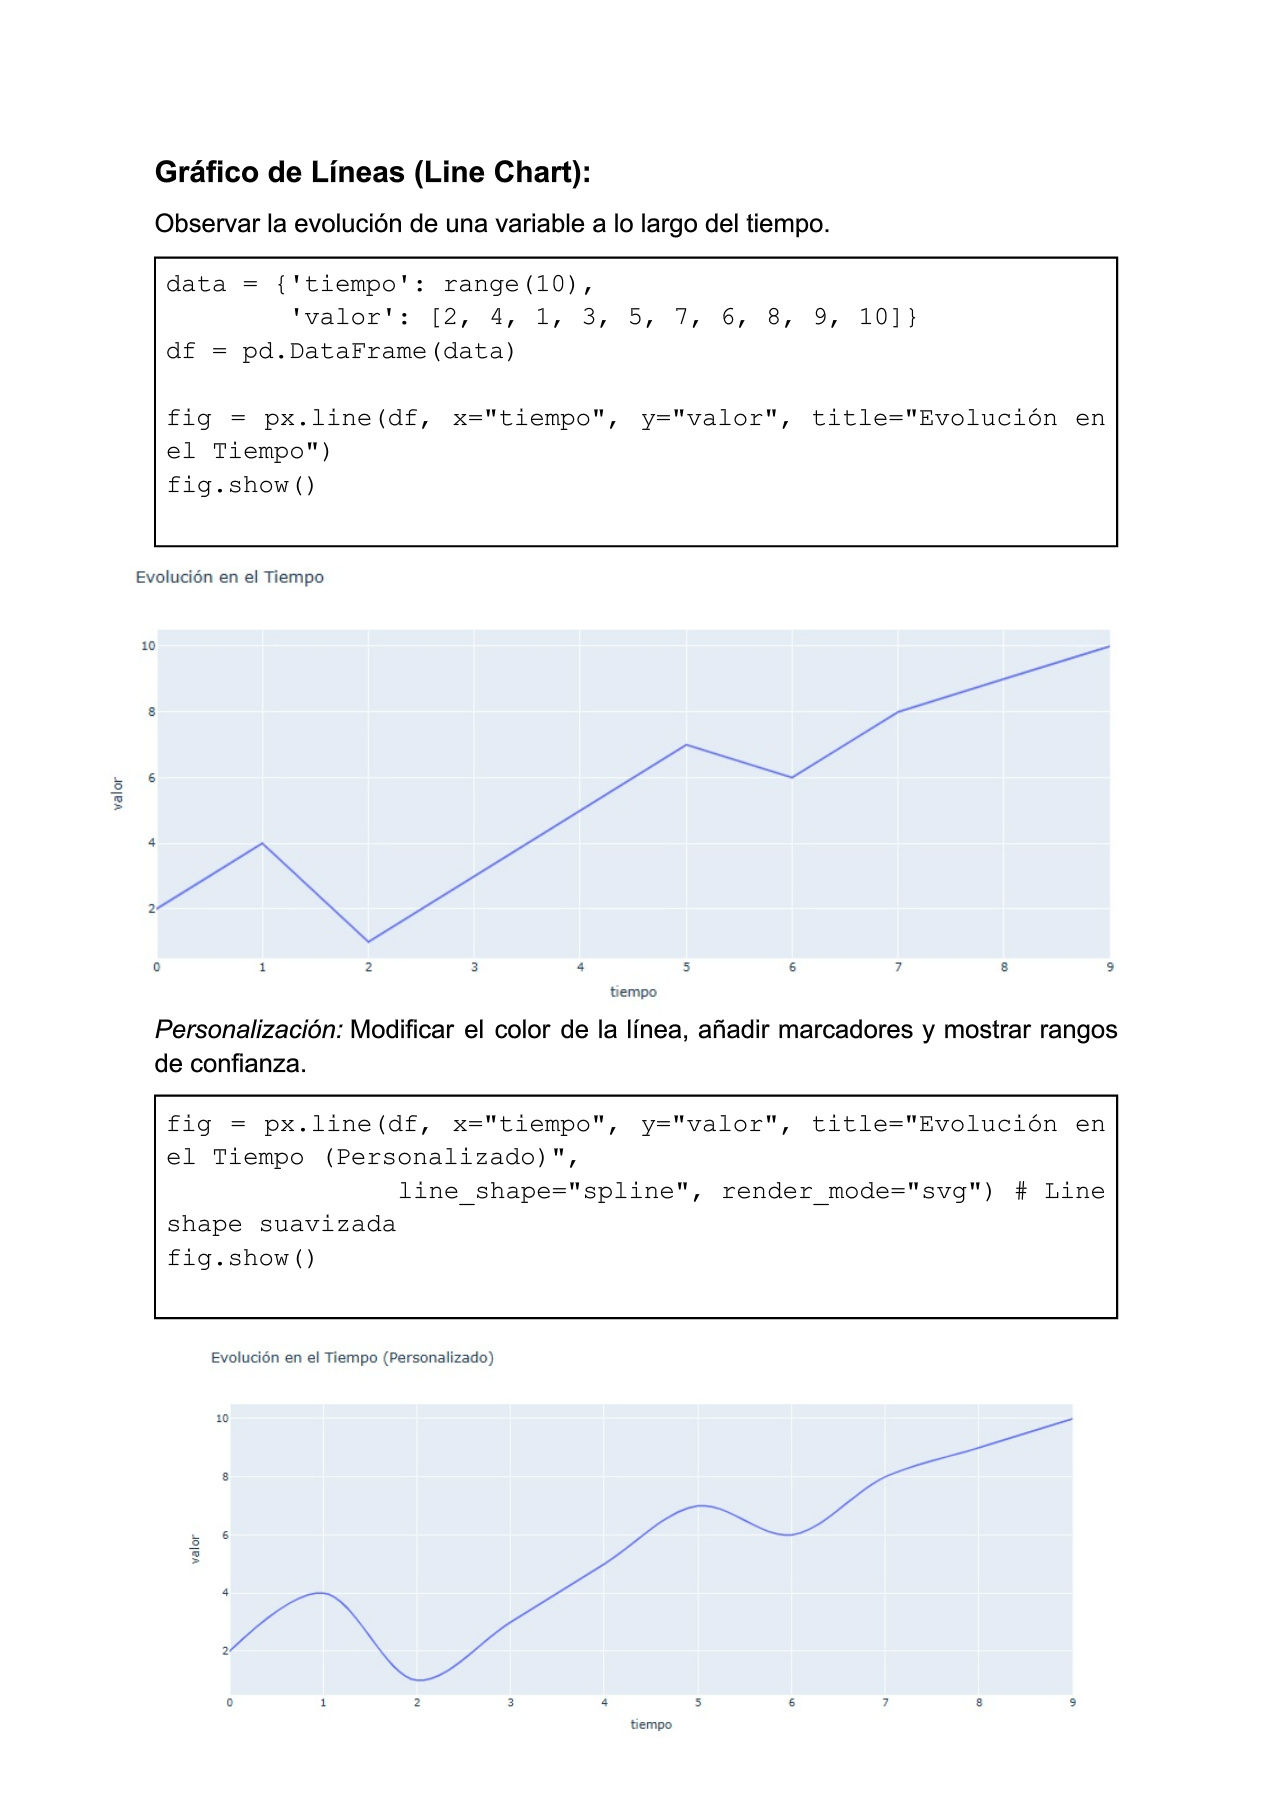 Gráfico de Líneas (Line Chart):
Observar la evolución de una variable a lo largo del tiempo.
data = {'tiempo': range(10),
        'valor': [2, 4, 1, 3, 5, 7, 6, 8, 9, 10]}
df = pd.DataFrame(data)
fig = px.line(df, x="tiempo", y="valor", title="Evolución en
el Tiempo")
fig.show()
Evolución en el Tiempo
10
8
6
4
2
valor
0 1 2 3 4 5 6 7 8 9
tiempo
Personalización: Modificar el color de la línea, añadir marcadores y mostrar rangos
de confianza.
fig = px.line(df, x="tiempo", y="valor", title="Evolución en
el Tiempo (Personalizado)",
              line_shape="spline", render_mode="svg") # Line
shape suavizada
fig.show()
Evolución en el Tiempo (Personalizado)
10
8
6
4
2
valor
0 1 2 3 4 5 6 7 8 9
tiempo